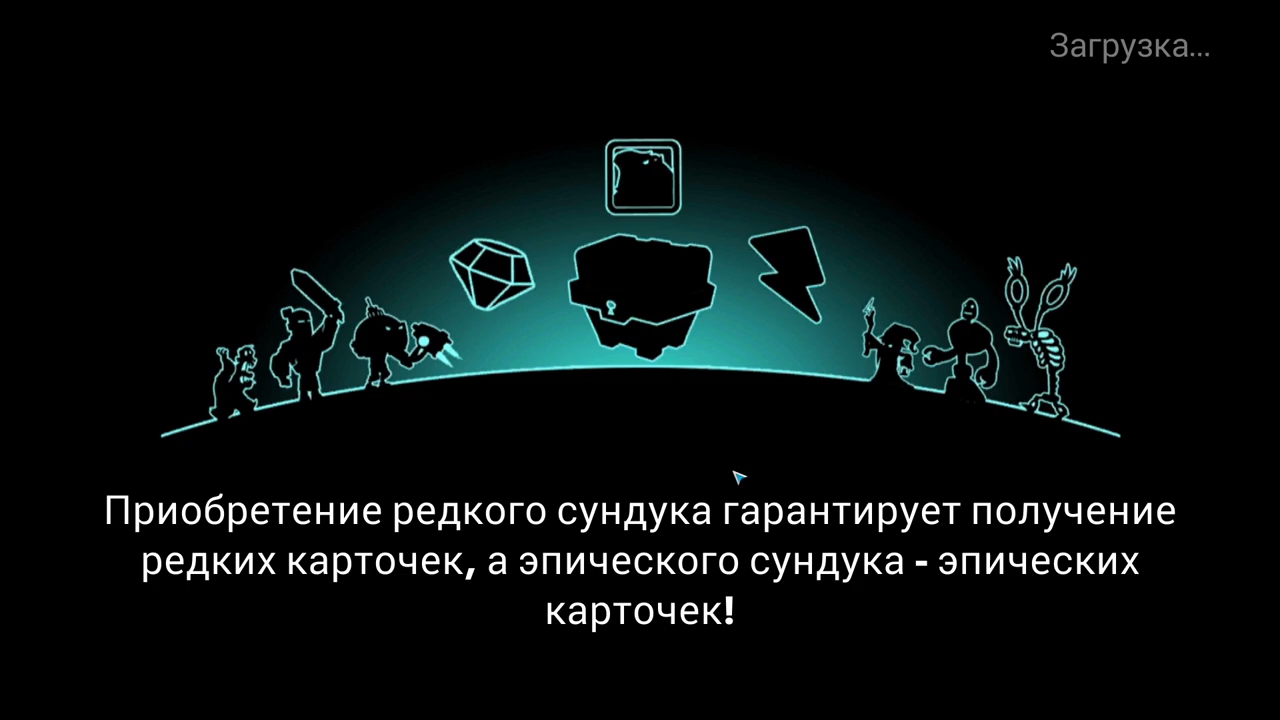 Загрузка...
Приобретение редкого сундука гарантирует получение
редких карточек, а эпического сундука - эпических
карточек!